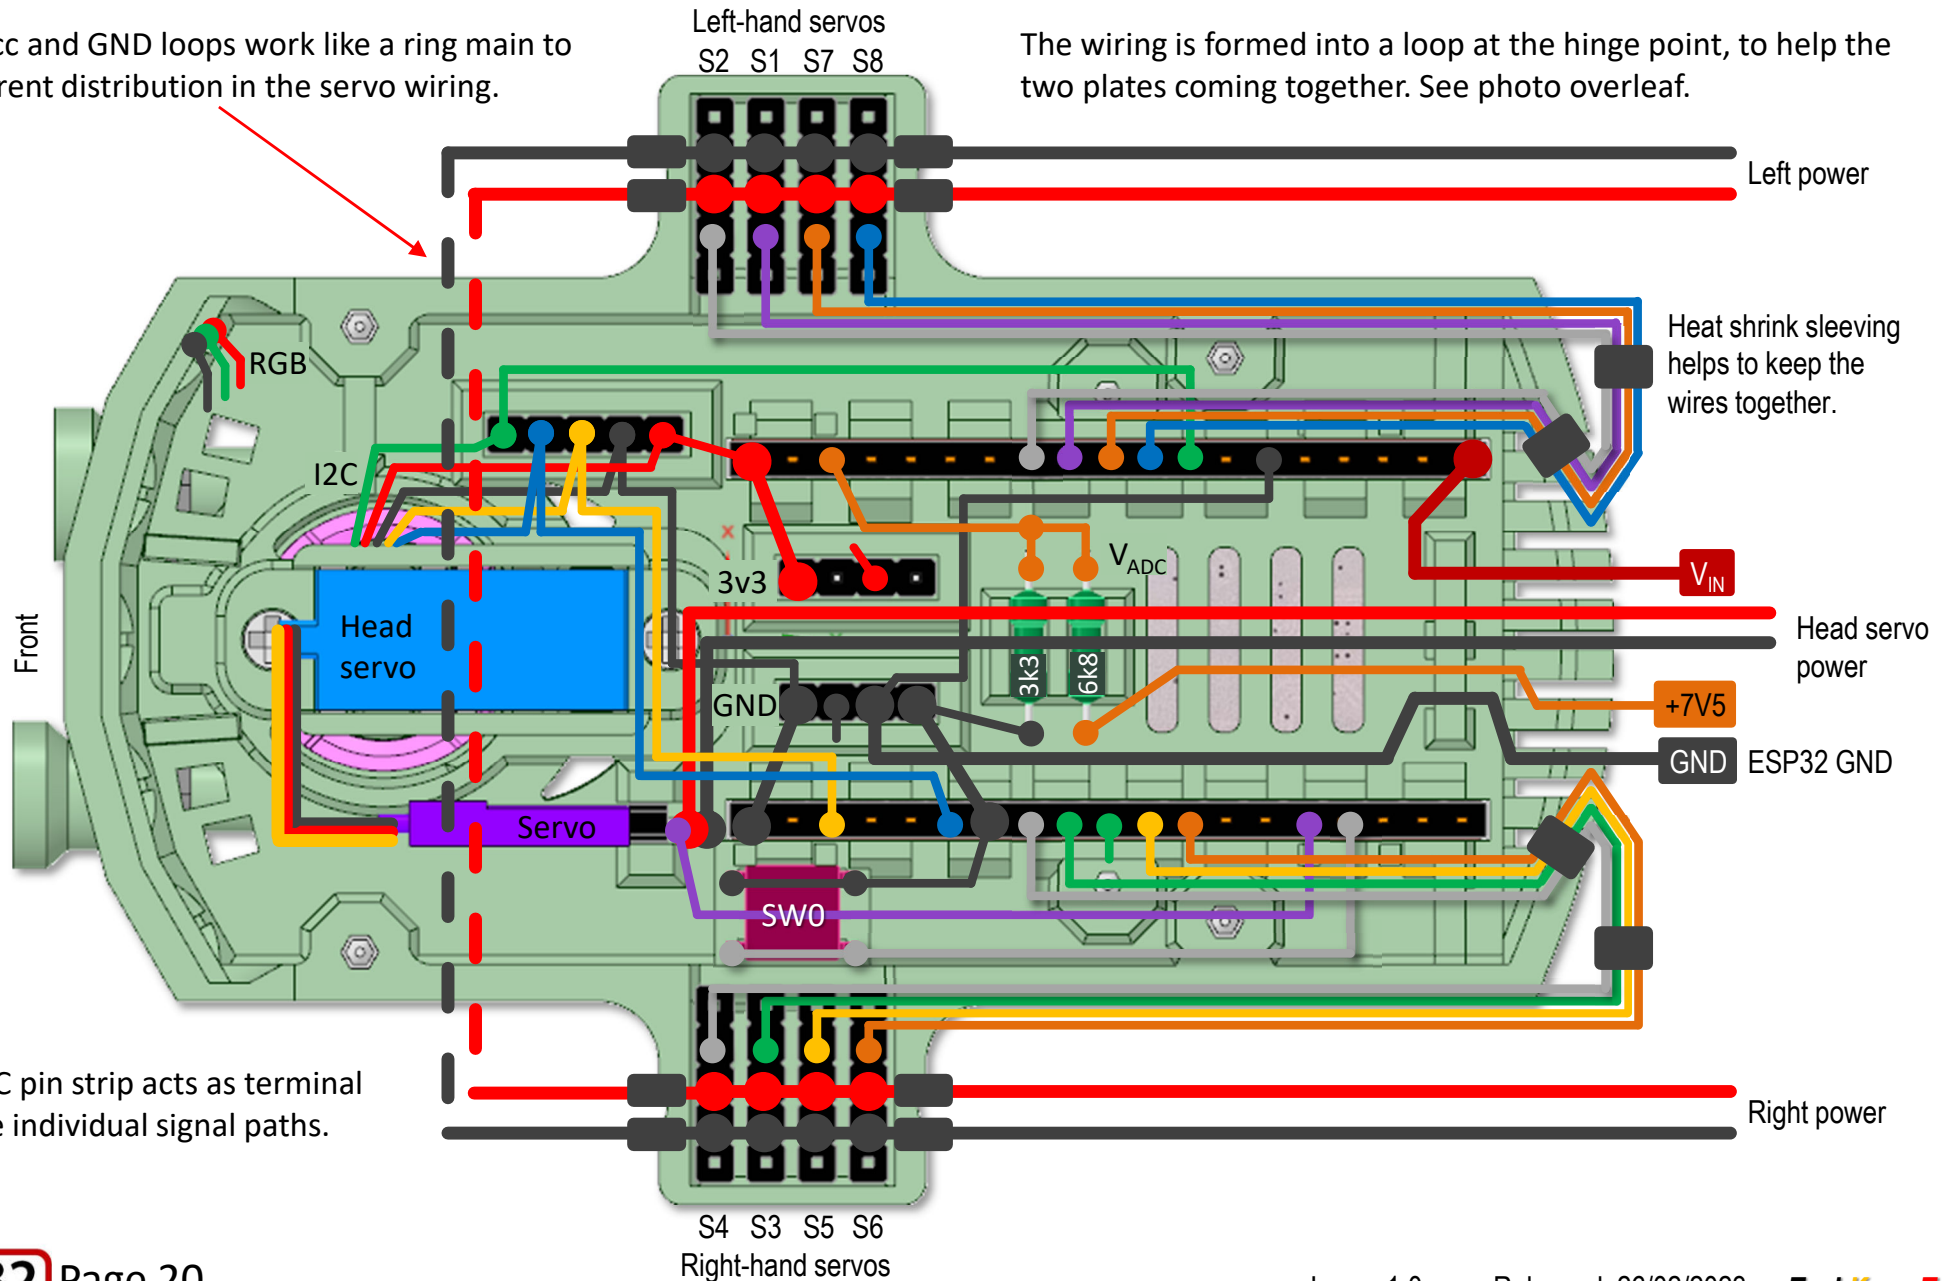 Left-hand servos
S2 S1 S7 S8
cc and GND loops work like a ring main to
rent distribution in the servo wiring.
The wiring is formed into a loop at the hinge point, to help the
two plates coming together. See photo overleaf.
Left power
RGB
Heat shrink sleeving
helps to keep the
wires together.
I2C
3v3
VADC
VIN
Front
Head
servo
Head servo
power
3k3
6k8
GND
+7V5
GND ESP32 GND
Servo
SW0
C pin strip acts as terminal
e individual signal paths.
Right power
S4 S3 S5 S6
Right-hand servos
Page 20